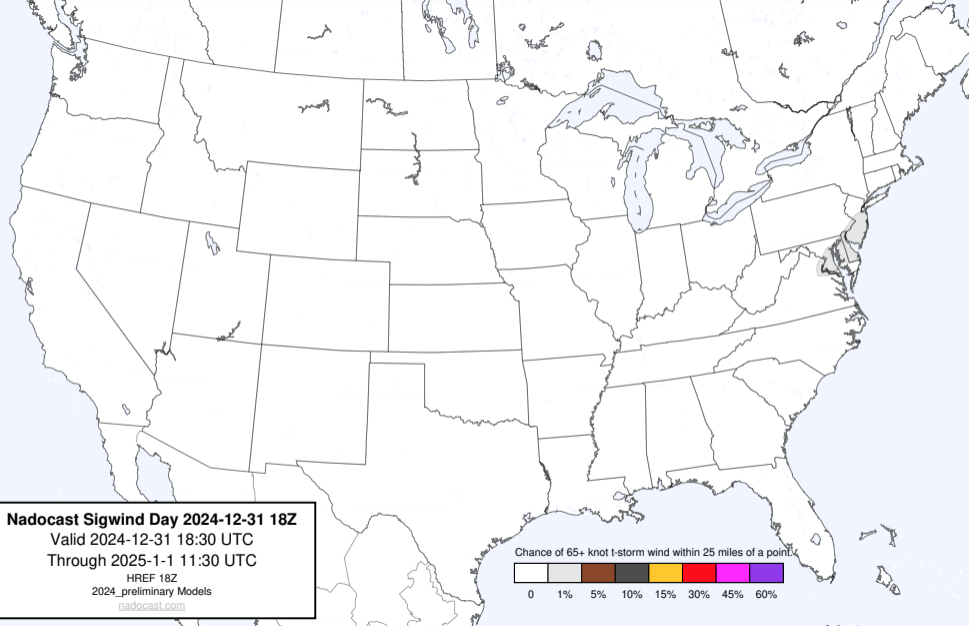 Nadocast Sigwind Day 2024-12-31 18Z
Valid 2024-12-31 18:30 UTC
Through 2025-1-1 11:30 UTC
HREF 18Z
2024_preliminary Models
nadocast.com
Chance of 65+ knot t-storm wind within 25 miles of a point.
0 1% 5% 10% 15% 30% 45% 60%